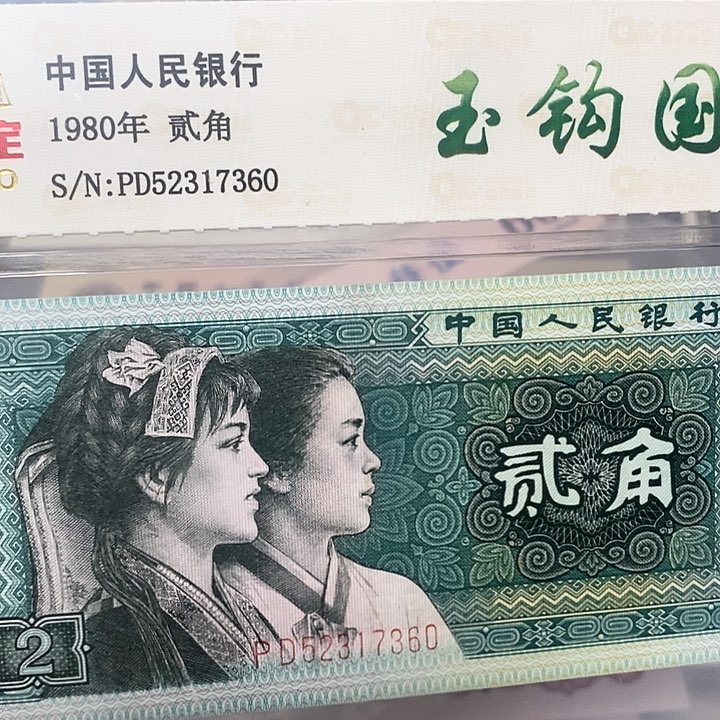 中国人民银行
1980年 贰角
S/N:PD52317360
定
玉钩国
中国人民银行
贰角
PD52317360
2